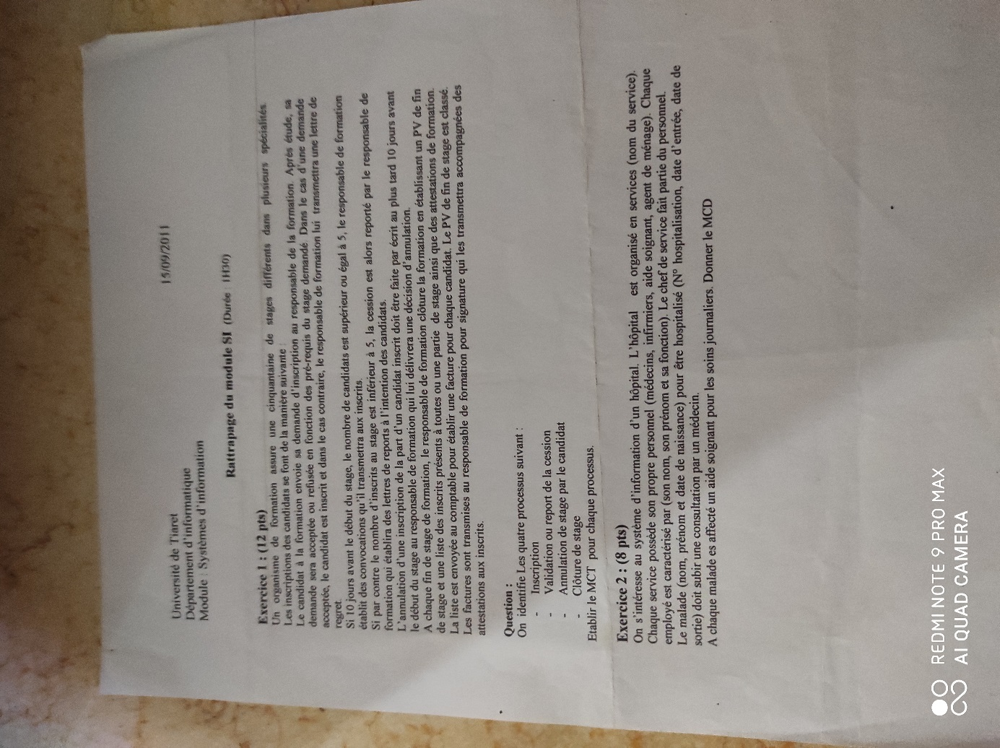 Université de Tiaret
15/09/2011
Département d'informatique
Module : Systèmes d'information
Rattrapage du module SI (Durée : 1H30)
Exercice 1 : (12 pts)
Un organisme de formation assure une cinquantaine de stages différents dans plusieurs spécialités.
Les inscriptions des candidats se font de la manière suivante :
Le candidat à la formation envoie sa demande d'inscription au responsable de la formation. Après étude, sa
demande sera acceptée ou refusée en fonction des pré-requis du stage demandé. Dans le cas d'une demande
acceptée, le candidat est inscrit et dans le cas contraire, le responsable de formation lui transmettra une lettre de
regret.
Si 10 jours avant le début du stage, le nombre de candidats est supérieur ou égal à 5, le responsable de formation
établit des convocations qu'il transmettra aux inscrits.
Si par contre le nombre d'inscrits au stage est inférieur à 5, la cession est alors reporté par le responsable de
formation qui établira des lettres de reports à l'intention des candidats.
L'annulation d'une inscription de la part d'un candidat inscrit doit être faite par écrit au plus tard 10 jours avant
le début du stage au responsable de formation qui lui délivrera une décision d'annulation.
A chaque fin de stage de formation, le responsable de formation clôture la formation en établissant un PV de fin
de stage et une liste des inscrits présents à toutes ou une partie de stage ainsi que des attestations de formation.
La liste est envoyée au comptable pour établir une facture pour chaque candidat. Le PV de fin de stage est classé.
Les factures sont transmises au responsable de formation pour signature qui les transmettra accompagnées des
attestations aux inscrits.
Question :
On identifie Les quatre processus suivant :
- Inscription
- Validation ou report de la cession
- Annulation de stage par le candidat
- Clôture de stage
Etablir le MCT pour chaque processus.
Exercice 2 : (8 pts)
On s'intéresse au système d'information d'un hôpital. L'hôpital est organisé en services (nom du service).
Chaque service possède son propre personnel (médecins, infirmiers, aide soignant, agent de ménage). Chaque
employé est caractérisé par (son nom, son prénom et sa fonction). Le chef de service fait partie du personnel.
Le malade (nom, prénom et date de naissance) pour être hospitalisé (N° hospitalisation, date d'entrée, date de
sortie) doit subir une consultation par un médecin.
A chaque malade es affecté un aide soignant pour les soins journaliers. Donner le MCD
REDMI NOTE 9 PRO MAX
AI QUAD CAMERA